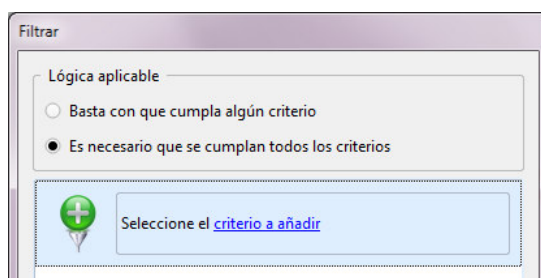 Filtrar
Lógica aplicable
Basta con que cumpla algún criterio
Es necesario que se cumplan todos los criterios
Seleccione el criterio a añadir